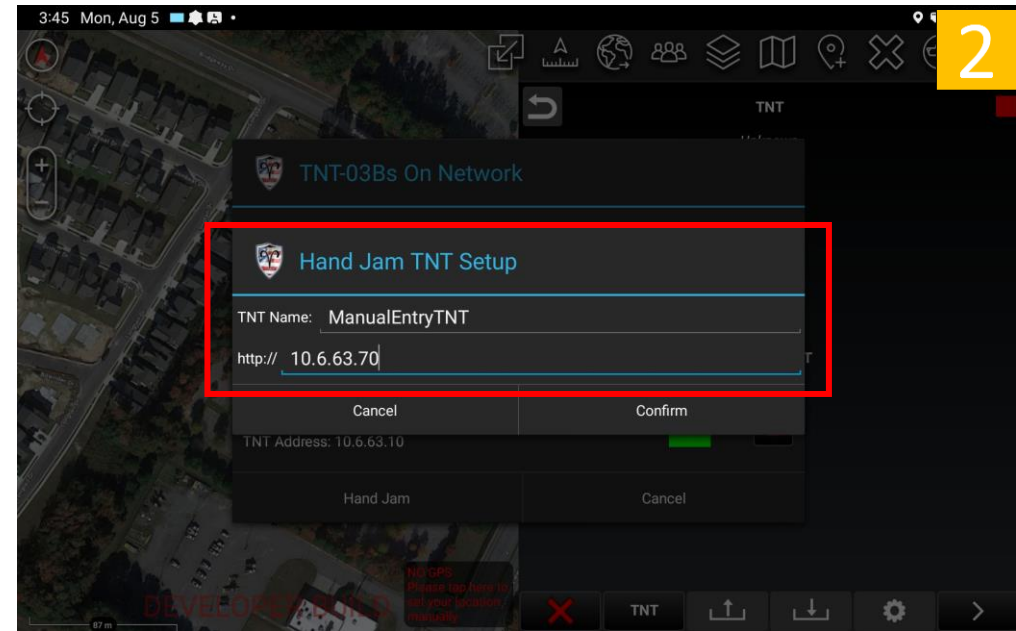 3:45 Mon, Aug 5
2
TNT
TNT-03Bs On Network
Hand Jam TNT Setup
TNT Name: ManualEntryTNT
http:// 10.6.63.70
T
Cancel Confirm
TNT Address: 10.6.63.10
Hand Jam Cancel
NO GPS
Please tap here to
set your location
manually
DEVELOPER BUILD
87 m
TNT